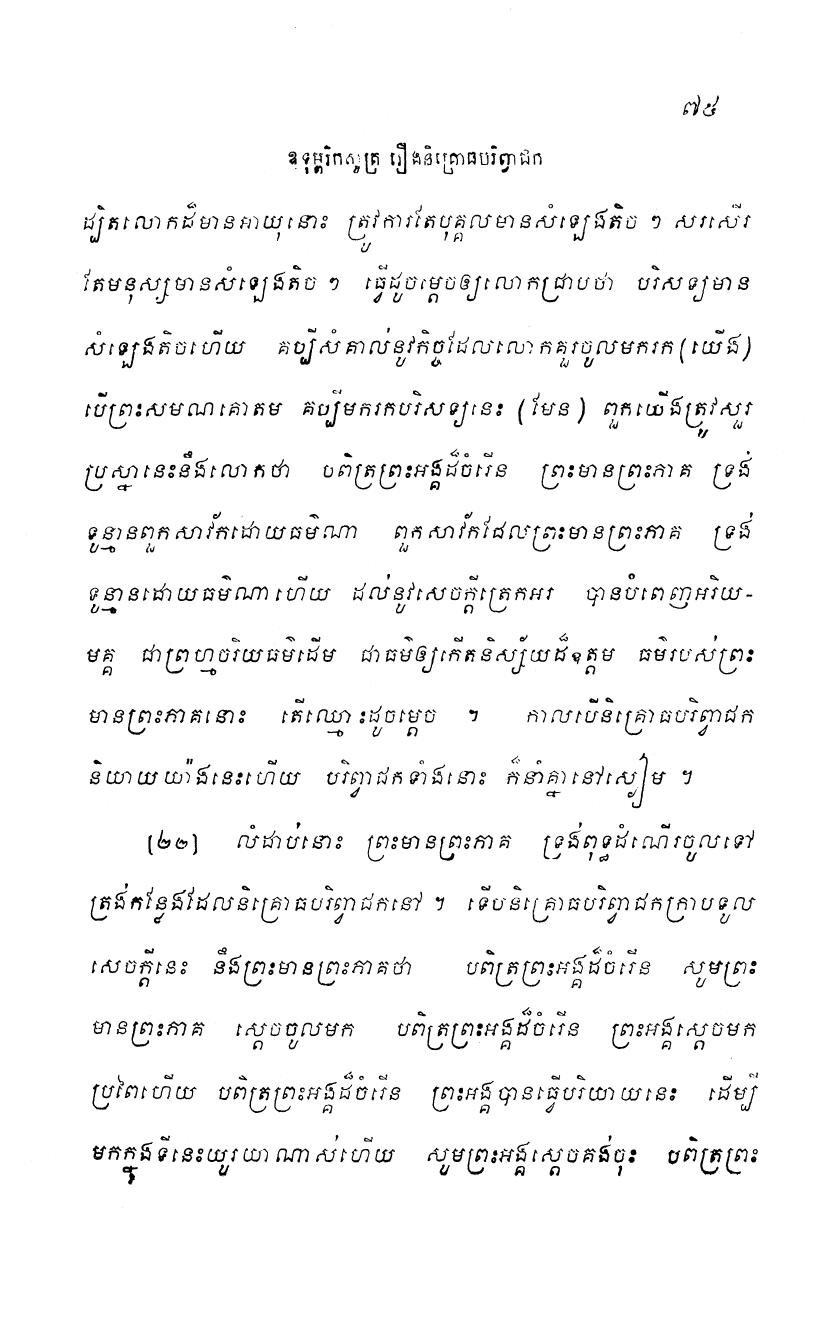 ៧៥
ឧទុម្ពរិកសូត្រ រឿងនិគ្រោធបរិព្វាជក
ដ្បិតលោកដ៏មានអាយុនោះ ត្រូវការតែបុគ្គលមានសំឡេងតិច ៗ សរសើរ
តែមនុស្សមានសំឡេងតិច ៗ ធ្វើដូចម្តេចឲ្យលោកជ្រាបថា បរិសទ្យមាន
សំឡេងតិចហើយ គប្បីសំគាល់នូវកិច្ចដែលលោកគួរចូលមករក (យើង)
បើព្រះសមណគោតម គប្បីមករកបរិសទ្យនេះ (មែន) ពួកយើងត្រូវសួរ
ប្រស្នានេះនឹងលោកថា បពិត្រព្រះអង្គដ៏ចំរើន ព្រះមានព្រះភាគ ទ្រង់
ទូន្មានពួកសាវ័កដោយធម៌ណា ពួកសាវ័កដែលព្រះមានព្រះភាគ ទ្រង់
ទូន្មានដោយធម៌ណាហើយ ដល់នូវសេចក្តីត្រេកអរ បានបំពេញអរិយ-
មគ្គ ជាព្រហ្មចរិយធម៌ដើម ជាធម៌ឲ្យកើតនិស្ស័យដ៏ឧត្តម ធម៌របស់ព្រះ
មានព្រះភាគនោះ តើឈ្មោះដូចម្តេច ។ កាលបើនិគ្រោធបរិព្វាជក
និយាយយ៉ាងនេះហើយ បរិព្វាជកទាំងនោះ ក៏នាំគ្នានៅស្ងៀម ។
[២០] លំដាប់នោះ ព្រះមានព្រះភាគ ទ្រង់ពុទ្ធដំណើរចូលទៅ
ត្រង់កន្លែងដែលនិគ្រោធបរិព្វាជកនៅ ។ ទើបនិគ្រោធបរិព្វាជកក្រាបទូល
សេចក្តីនេះ នឹងព្រះមានព្រះភាគថា បពិត្រព្រះអង្គដ៏ចំរើន សូមព្រះ
មានព្រះភាគ ស្តេចចូលមក បពិត្រព្រះអង្គដ៏ចំរើន ព្រះអង្គស្តេចមក
ប្រពៃហើយ បពិត្រព្រះអង្គដ៏ចំរើន ព្រះអង្គបានធ្វើបរិយាយនេះ ដើម្បី
មកក្នុងទីនេះយូរយាណាស់ហើយ សូមព្រះអង្គស្តេចគង់ចុះ បពិត្រព្រះ